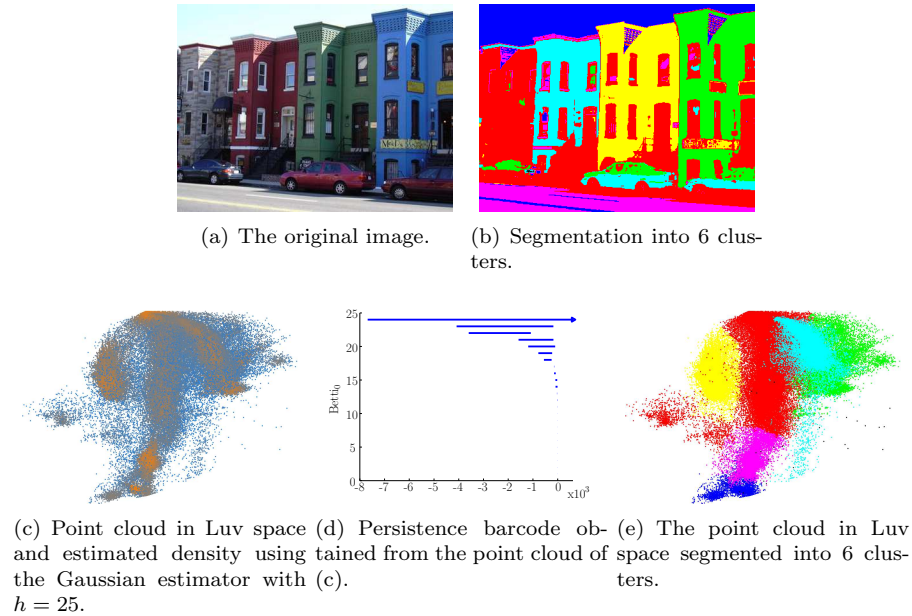 (a) The original image.
(b) Segmentation into 6 clus-
ters.
25
20
15
10
5
0
Betti0
-8 -7 -6 -5 -4 -3 -2 -1 0
x10³
(c) Point cloud in Luv space
and estimated density using
the Gaussian estimator with
h = 25.
(d) Persistence barcode ob-
tained from the point cloud of
(c).
(e) The point cloud in Luv
space segmented into 6 clus-
ters.